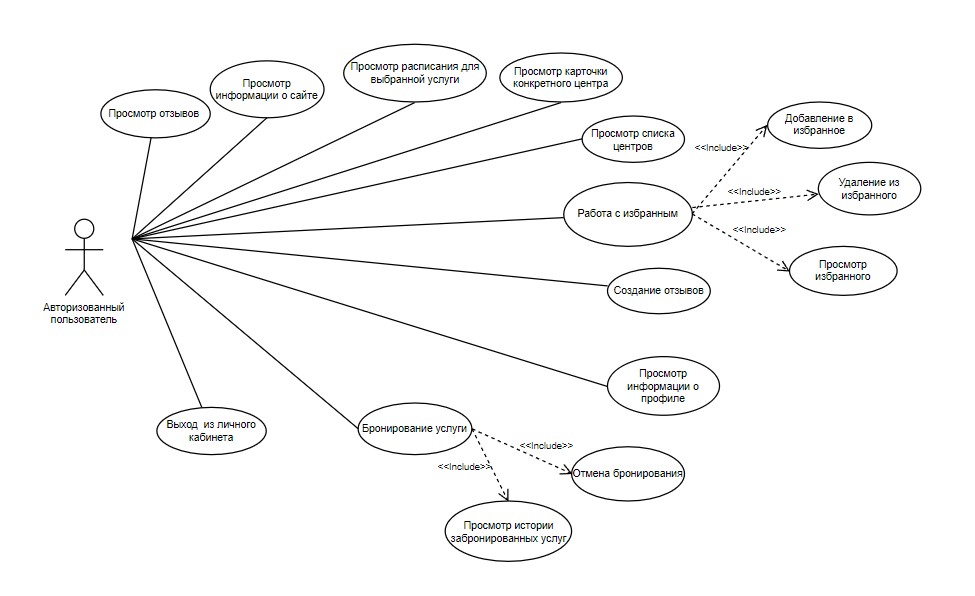 Просмотр расписания для
выбранной услуги
Просмотр карточки
конкретного центра
Просмотр
информации о сайте
Просмотр отзывов
Просмотр списка
центров
Добавление в
избранное
<<Include>>
Удаление из
избранного
<<Include>>
Работа с избранным
<<Include>>
Просмотр
избранного
Создание отзывов
Авторизованный
пользователь
Просмотр
информации о
профиле
Выход из личного
кабинета
Бронирование услуги
<<Include>>
<<Include>>
Отмена бронирования
Просмотр истории
забронированных услуг